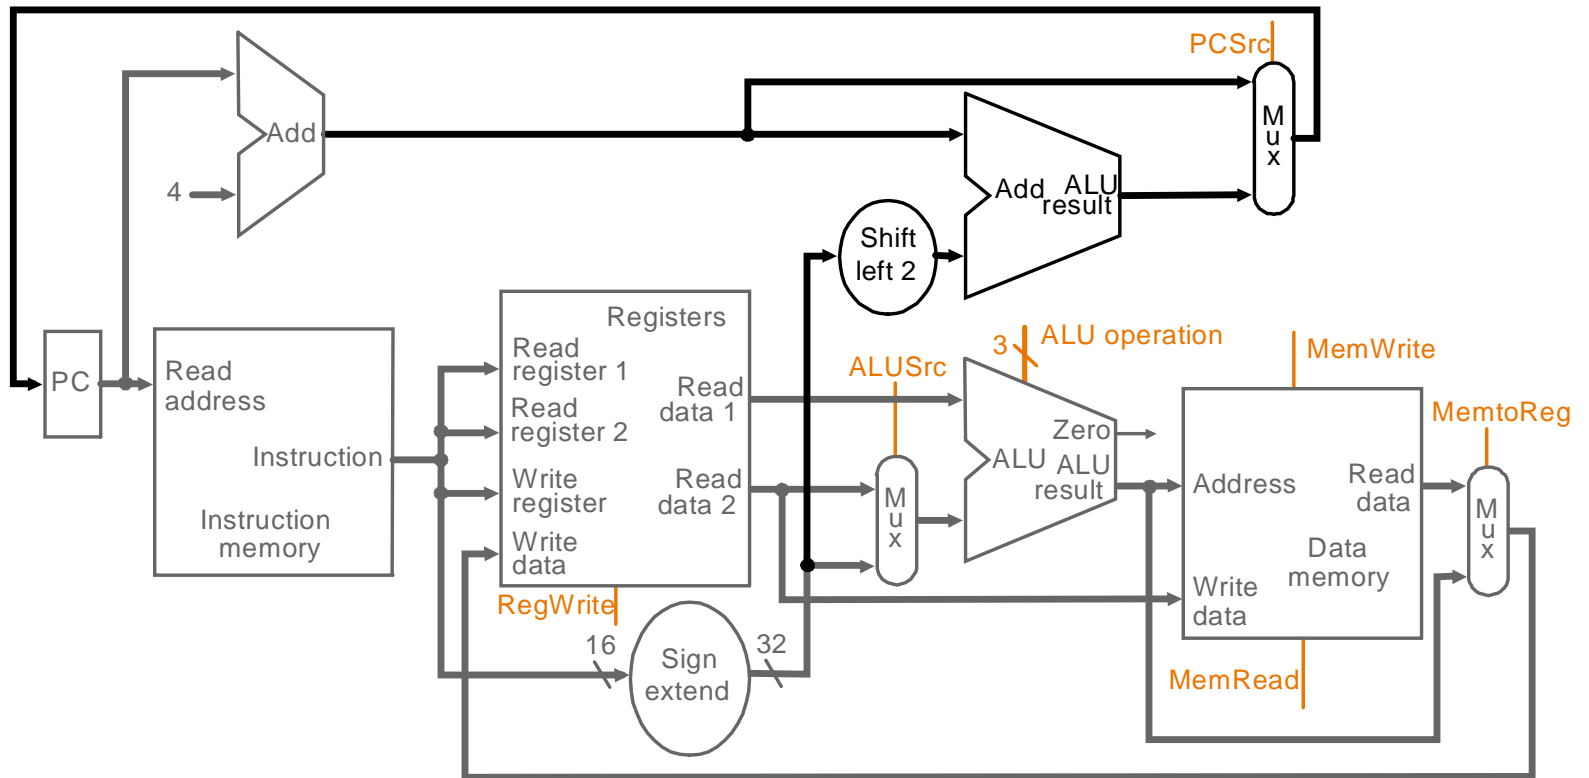 PCSrc
M
u
x
Add
4
Add
ALU
result
Shift
left 2
Registers
Read
register 1
Read
register 2
Write
register
Write
data
Read
data 1
Read
data 2
RegWrite
PC
Read
address
Instruction
Instruction
memory
ALUSrc
M
u
x
3
ALU operation
Zero
ALU
ALU
result
MemWrite
Address
Read
data
Data
memory
Write
data
MemRead
MemtoReg
M
u
x
16
Sign
extend
32